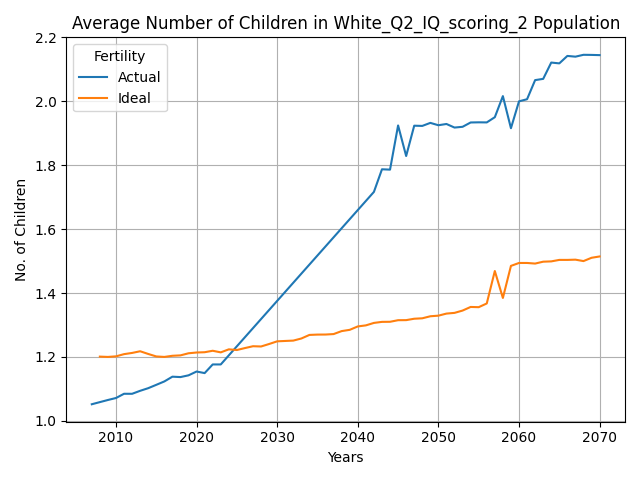 Average Number of Children in White_Q2_IQ_scoring_2 Population
Fertility
Actual
Ideal
No. of Children
2.2
2.0
1.8
1.6
1.4
1.2
1.0
2010 2020 2030 2040 2050 2060 2070
Years